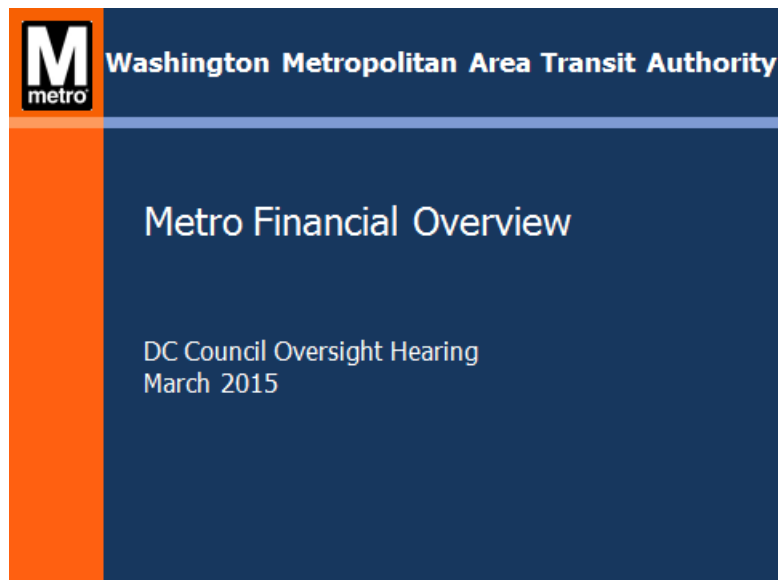 M
metro
Washington Metropolitan Area Transit Authority
Metro Financial Overview
DC Council Oversight Hearing
March 2015